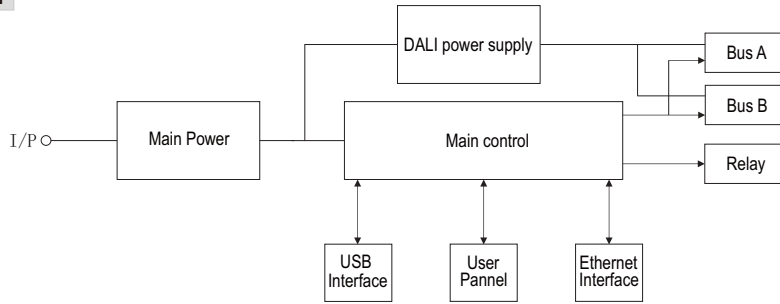 DALI power supply
Bus A
Bus B
I/P
Main Power
Main control
Relay
USB
Interface
User
Pannel
Ethernet
Interface